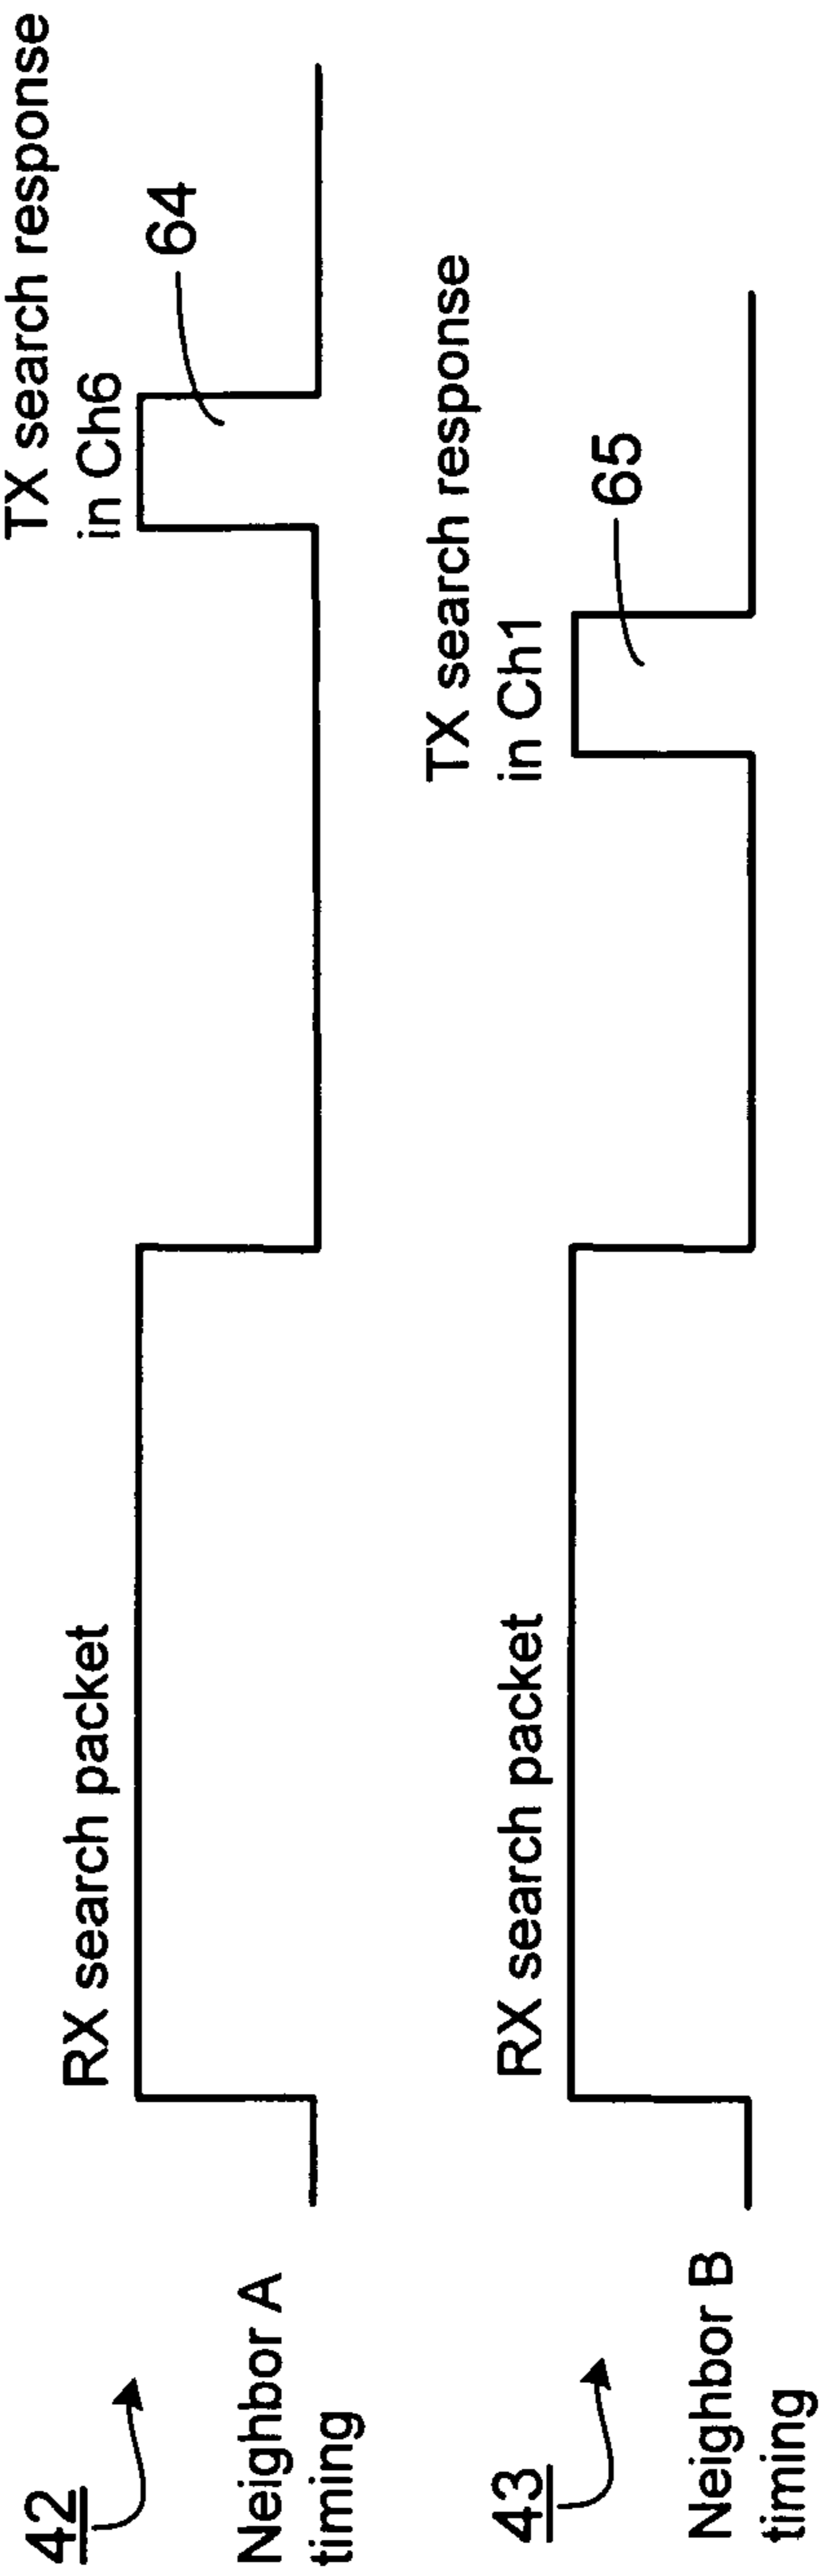 42
Neighbor A
timing
RX search packet
TX search response
in Ch6
64
43
Neighbor B
timing
RX search packet
TX search response
in Ch1
65